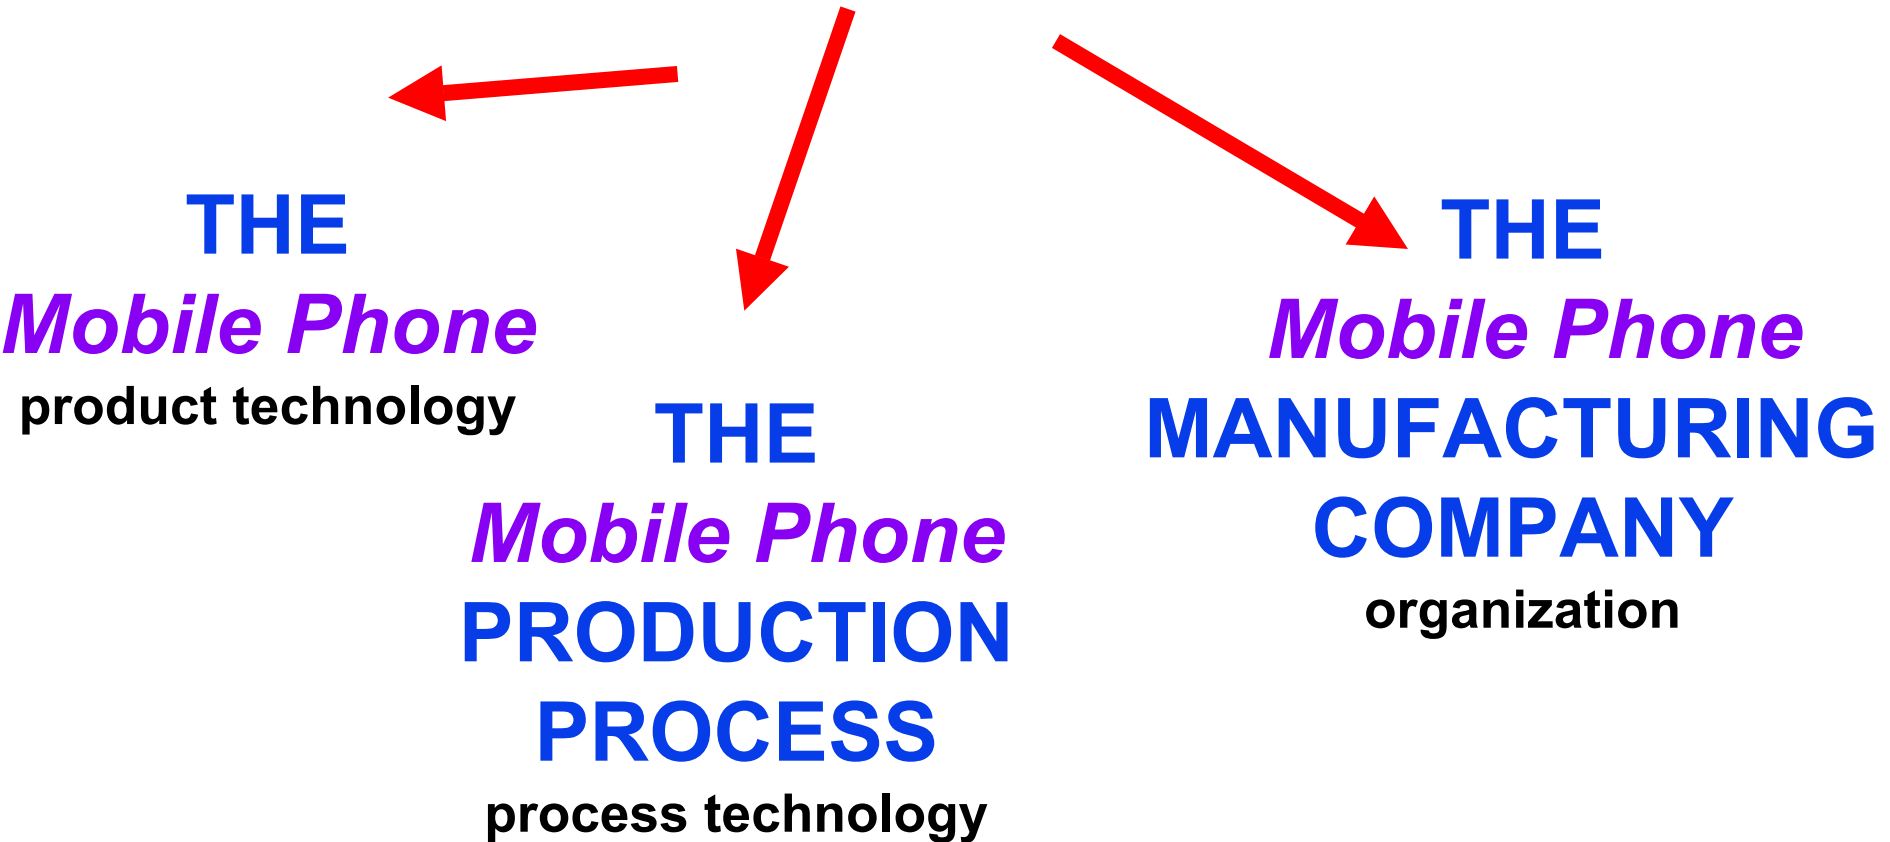 THE
Mobile Phone
product technology
THE
Mobile Phone
PRODUCTION
PROCESS
process technology
THE
Mobile Phone
MANUFACTURING
COMPANY
organization